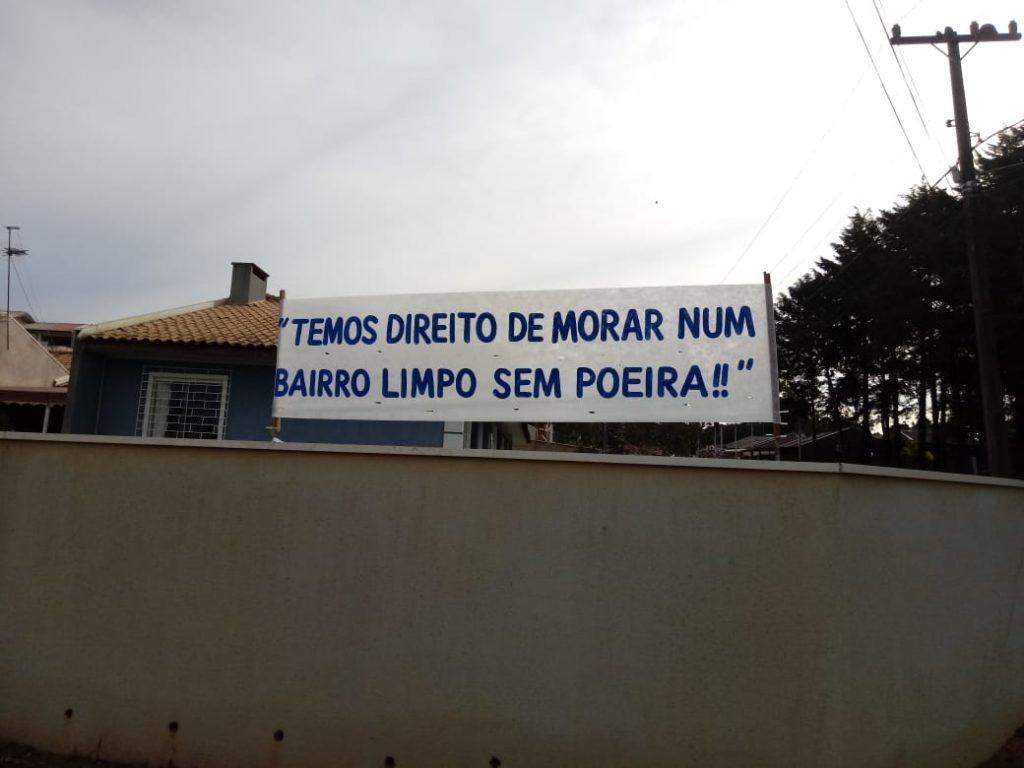 "TEMOS DIREITO DE MORAR NUM
BAIRRO LIMPO SEM POEIRA!!"